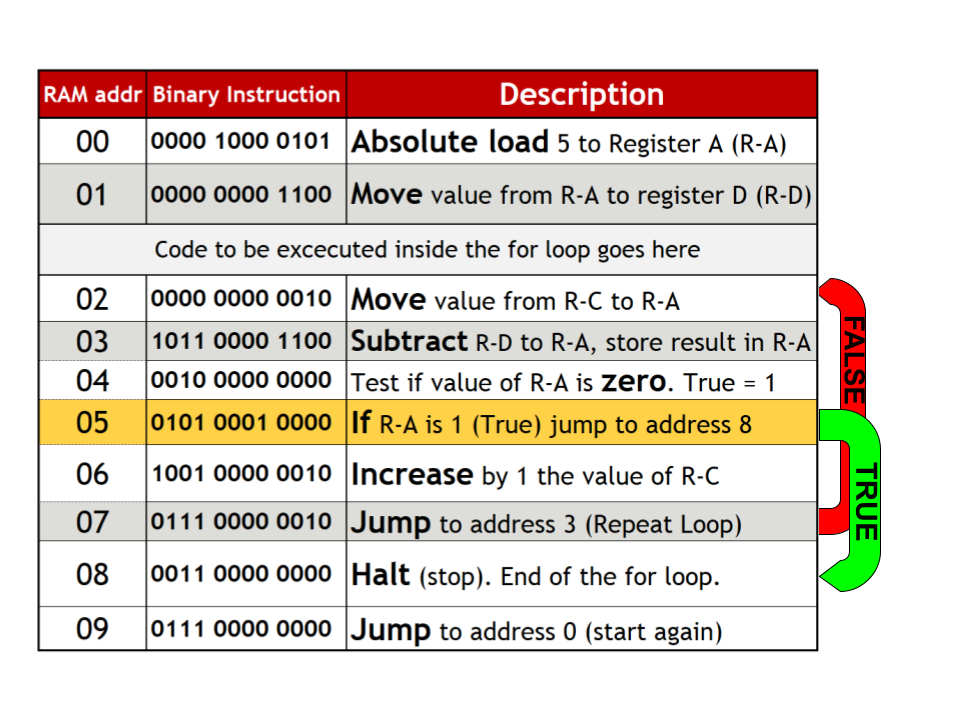 RAM addr Binary Instruction Description
00 0000 1000 0101 Absolute load 5 to Register A (R-A)
01 0000 0000 1100 Move value from R-A to register D (R-D)
Code to be excecuted inside the for loop goes here
02 0000 0000 0010 Move value from R-C to R-A
03 1011 0000 1100 Subtract R-D to R-A, store result in R-A
04 0010 0000 0000 Test if value of R-A is zero. True = 1
05 0101 0001 0000 If R-A is 1 (True) jump to address 8
06 1001 0000 0010 Increase by 1 the value of R-C
07 0111 0000 0010 Jump to address 3 (Repeat Loop)
08 0011 0000 0000 Halt (stop). End of the for loop.
09 0111 0000 0000 Jump to address 0 (start again)
FALSE
TRUE